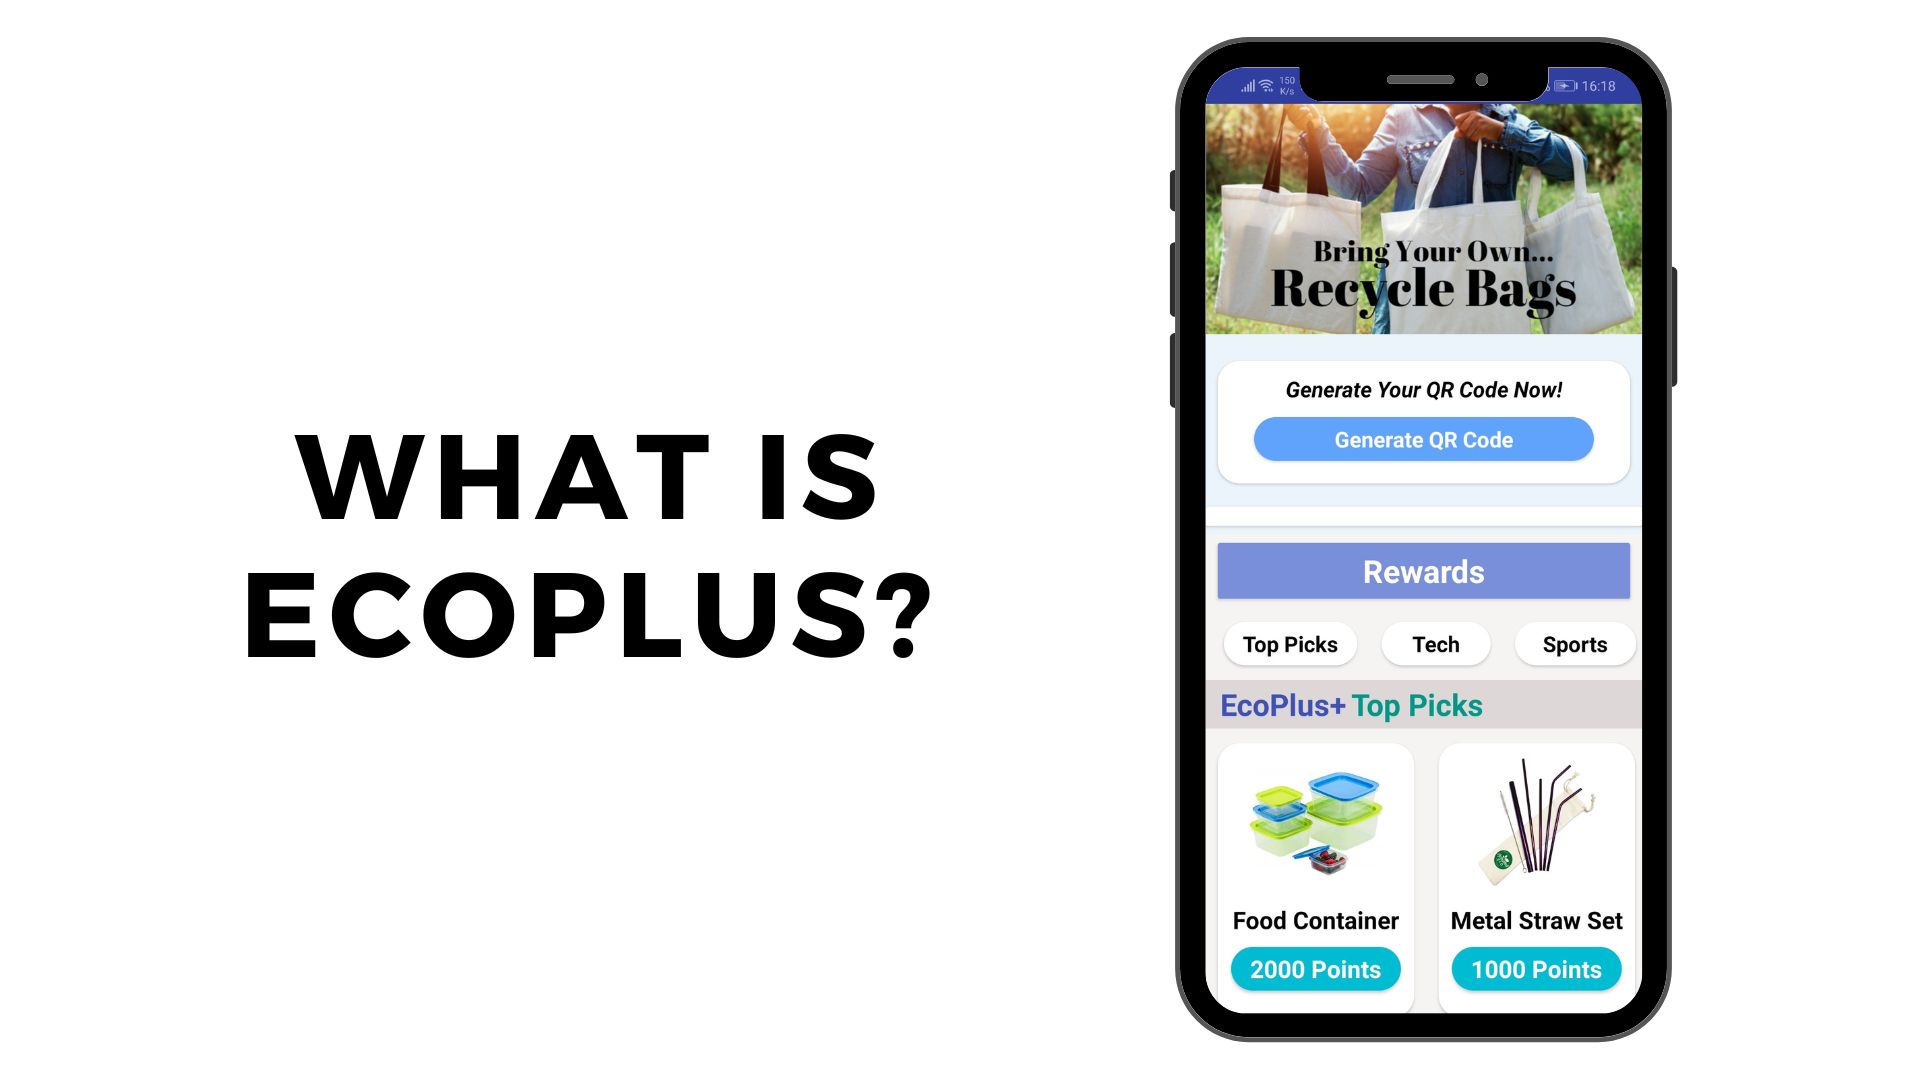 WHAT IS
ECOPLUS?
150
K/s
16:18
Bring Your Own...
Recycle Bags
Generate Your QR Code Now!
Generate QR Code
Rewards
Top Picks Tech Sports
EcoPlus+ Top Picks
Food Container Metal Straw Set
2000 Points 1000 Points